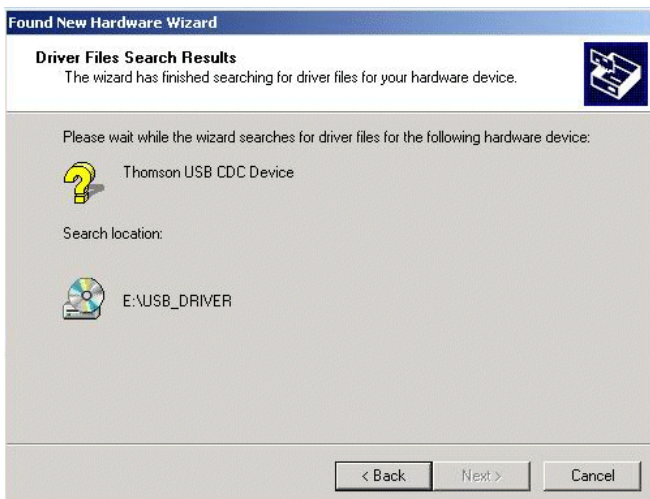 Found New Hardware Wizard
Driver Files Search Results
The wizard has finished searching for driver files for your hardware device.
Please wait while the wizard searches for driver files for the following hardware device:
Thomson USB CDC Device
Search location:
E:\USB_DRIVER
< Back
Next >
Cancel